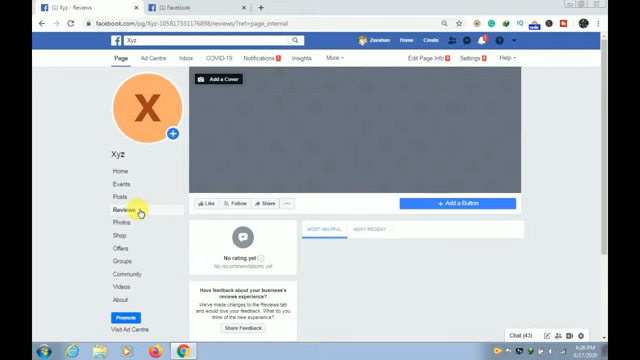 (1) Xyz - Reviews
(1) Facebook
facebook.com/pg/Xyz-105817331176898/reviews/?ref=page_internal
Xyz
Zeeshan
Home
Create
Page
Ad Centre
Inbox
COVID-19
Notifications
Insights
More
Edit Page Info
Settings
Help
X
Add a Cover
Xyz
Home
Events
Posts
Reviews
Photos
Shop
Offers
Groups
Community
Videos
About
Promote
Visit Ad Centre
Like
Follow
Share
+ Add a Button
No rating yet
No recommendations yet
MOST HELPFUL
MOST RECENT
Have feedback about your business's
reviews experience?
We've made changes to the Reviews tab
and would love your feedback. What do
you think of the new experience?
Share Feedback
Chat (43)
6:26 PM
6/17/2020